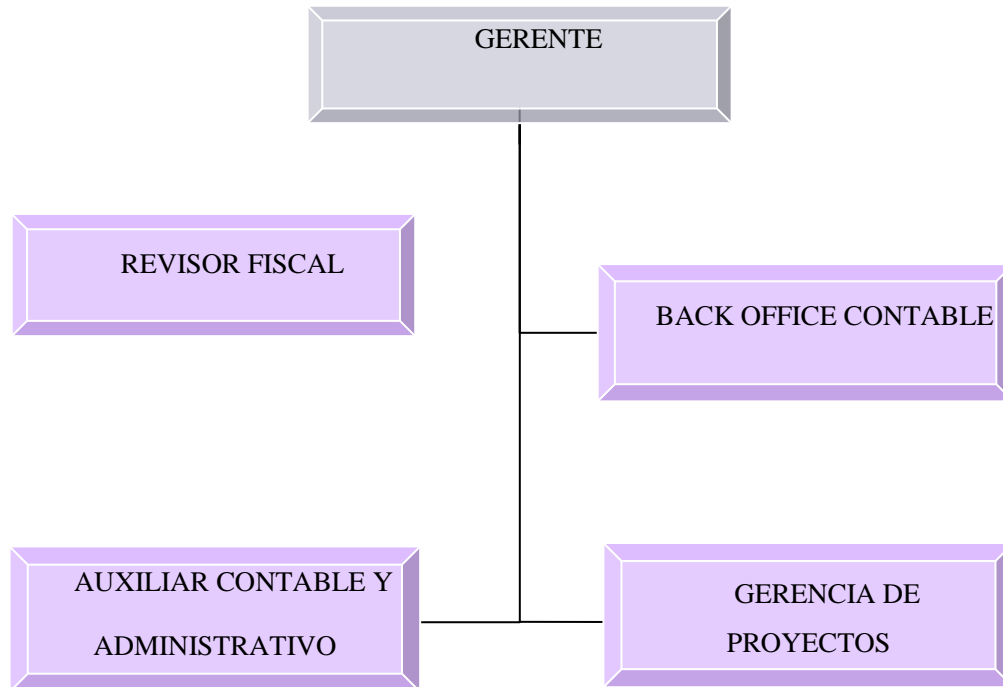 GERENTE
REVISOR FISCAL
BACK OFFICE CONTABLE
AUXILIAR CONTABLE Y
ADMINISTRATIVO
GERENCIA DE
PROYECTOS